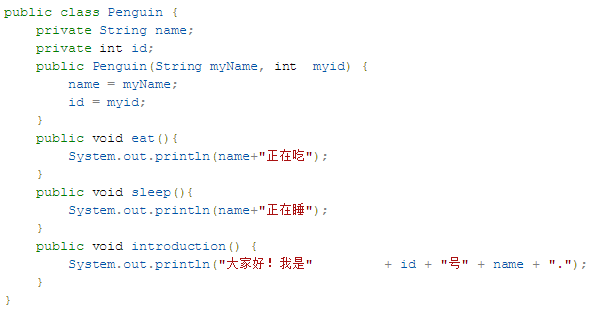 public class Penguin {
    private String name;
    private int id;
    public Penguin(String myName, int  myid) {
        name = myName;
        id = myid;
    }
    public void eat(){
        System.out.println(name+"正在吃");
    }
    public void sleep(){
        System.out.println(name+"正在睡");
    }
    public void introduction() {
        System.out.println("大家好！我是"         + id + "号" + name + ".");
    }
}